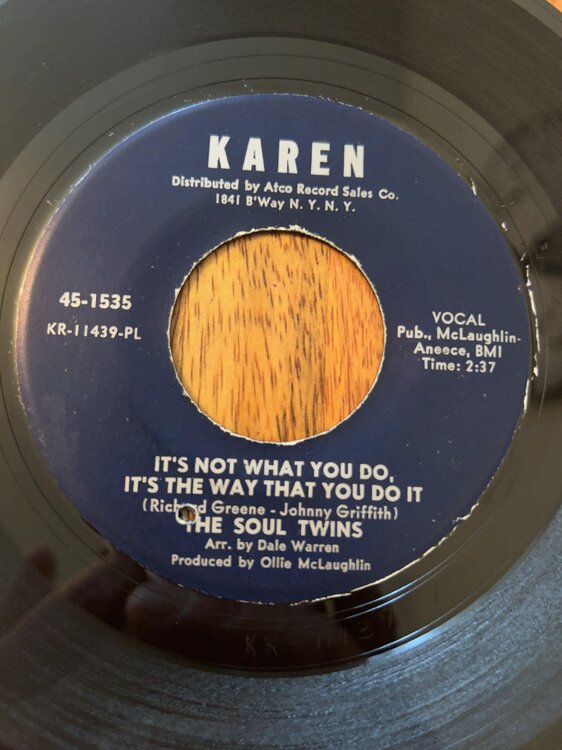 KAREN
Distributed by Atco Record Sales Co.
1841 B'Way N. Y. N. Y.
45-1535
KR-11439-PL
VOCAL
Pub., McLaughlin-
Aneece, BMI
Time: 2:37
IT'S NOT WHAT YOU DO,
IT'S THE WAY THAT YOU DO IT
(Richard Greene - Johnny Griffith)
THE SOUL TWINS
Arr. by Dale Warren
Produced by Ollie McLaughlin